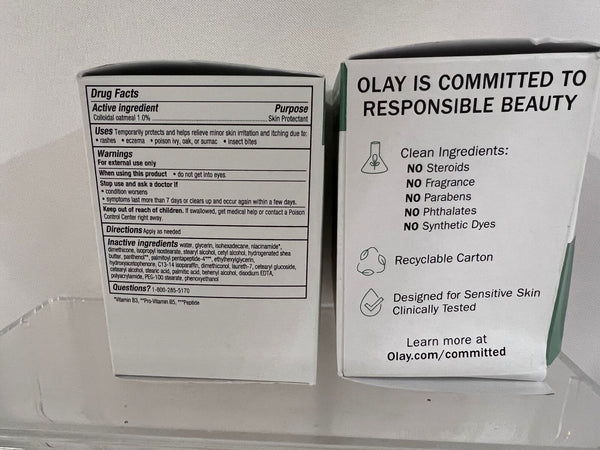 Drug Facts
Active ingredient Purpose
Colloidal oatmeal 1.0% Skin Protectant
Uses Temporarily protects and helps relieve minor skin irritation and itching due to:
• rashes • eczema • poison ivy, oak, or sumac • insect bites
Warnings
For external use only
When using this product • do not get into eyes.
Stop use and ask a doctor if
• condition worsens
• symptoms last more than 7 days or clears up and occur again within a few days.
Keep out of reach of children. If swallowed, get medical help or contact a Poison
Control Center right away.
Directions Apply as needed
Inactive ingredients water, glycerin, isohexadecane, niacinamide*,
dimethicone, isopropyl isostearate, stearyl alcohol, cetyl alcohol, hydrogenated shea
butter, panthenol**, palmitoyl pentapeptide-4***, ethylhexylglycerin,
hydroxyacetophenone, C13-14 isoparaffin, dimethiconol, laureth-7, cetearyl glucoside,
cetearyl alcohol, stearic acid, palmitic acid, behenyl alcohol, disodium EDTA,
polyacrylamide, PEG-100 stearate, phenoxyethanol
Questions? 1-800-285-5170
*Vitamin B3, **Pro-Vitamin B5, ***Peptide
OLAY IS COMMITTED TO
RESPONSIBLE BEAUTY
Clean Ingredients:
NO Steroids
NO Fragrance
NO Parabens
NO Phthalates
NO Synthetic Dyes
Recyclable Carton
Designed for Sensitive Skin
Clinically Tested
Learn more at
Olay.com/committed